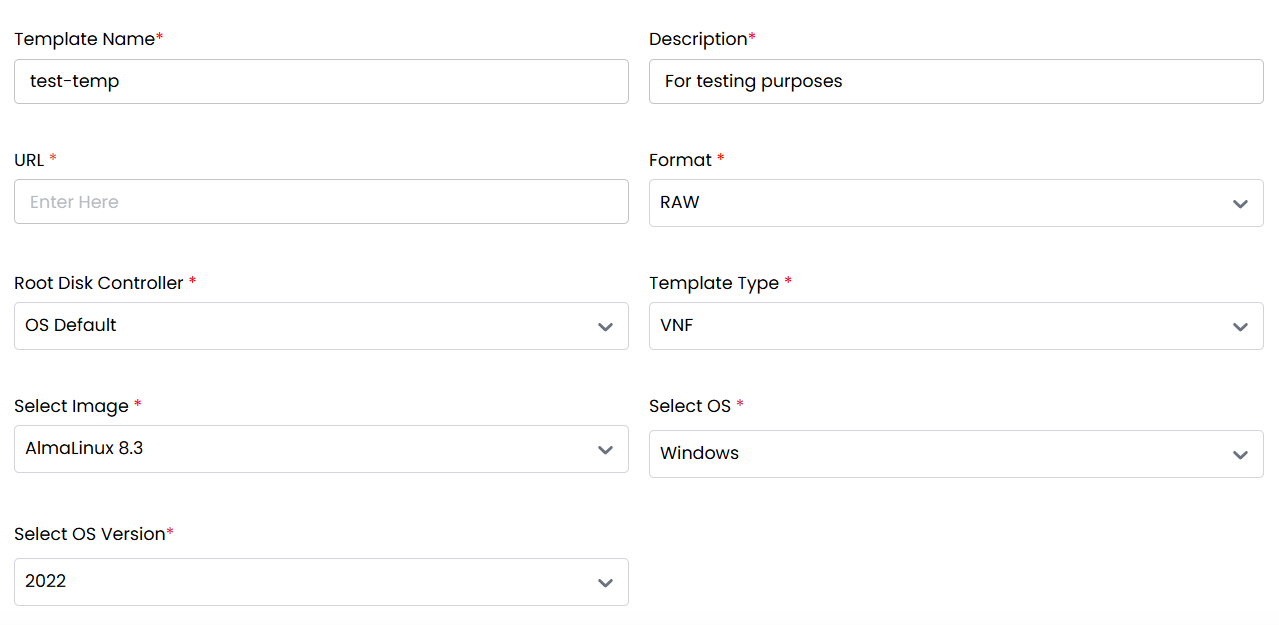 Template Name*
Description*
test-temp
For testing purposes
URL *
Format *
Enter Here
RAW
Root Disk Controller *
Template Type *
OS Default
VNF
Select Image *
Select OS *
AlmaLinux 8.3
Windows
Select OS Version*
2022